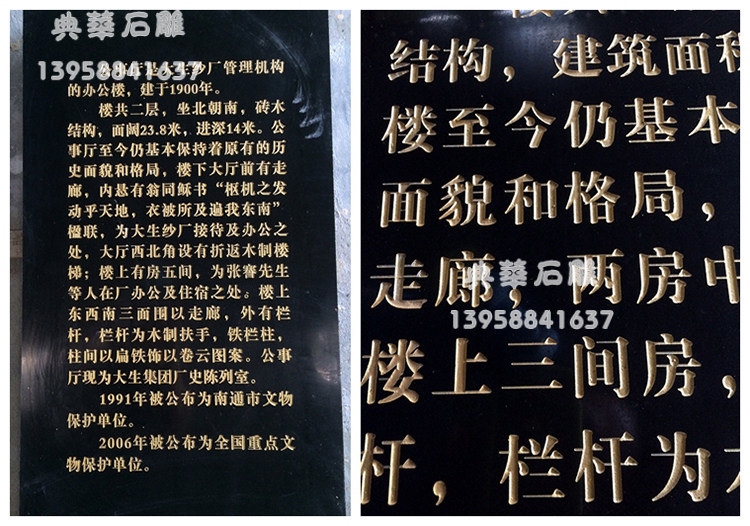 典華石雕
13958841637
公事厅是大生纱厂管理机构
的办公楼，建于1900年。
楼共二层，坐北朝南，砖木
结构，面阔23.8米，进深14米。公
事厅至今仍基本保持着原有的历
史面貌和格局，楼下大厅前有走
廊，内悬有翁同稣书“枢机之发
动乎天地，衣被所及遍我东南”
楹联，为大生纱厂接待及办公之
处，大厅西北角设有折返木制楼
梯；楼上有房五间，为张謇先生
等人在厂办公及住宿之处。楼上
东西南三面围以走廊，外有栏
杆，栏杆为木制扶手，铁栏柱，
柱间以扁铁饰以卷云图案。公事
厅现为大生集团厂史陈列室。
1991年被公布为南通市文物
保护单位。
2006年被公布为全国重点文
物保护单位。
结构，建筑面积
楼至今仍基本
面貌和格局，
走廊，两房中
典華石雕
13958841637
楼上三间房，
杆，栏杆为木